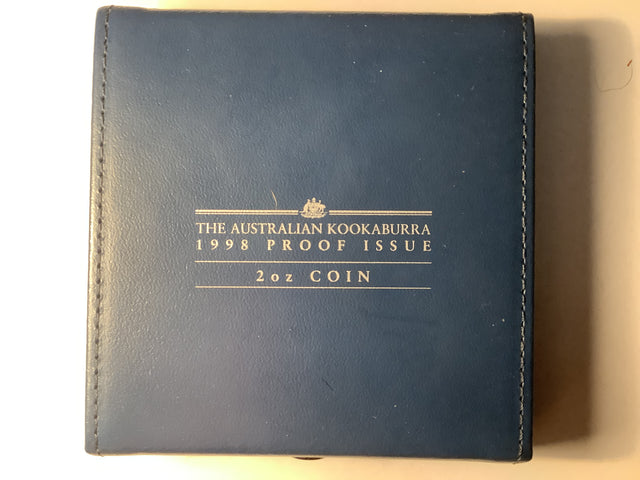 THE AUSTRALIAN KOOKABURRA
1998 PROOF ISSUE
2oz COIN